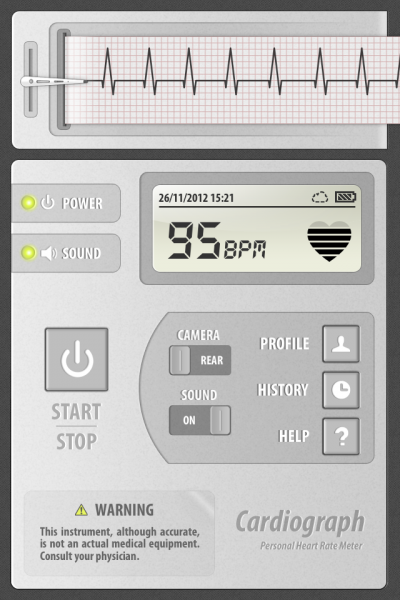 POWER
26/11/2012 15:21
95 BPM
SOUND
CAMERA
REAR
PROFILE
SOUND
ON
HISTORY
START
STOP
HELP
?
WARNING
This instrument, although accurate,
is not an actual medical equipment.
Consult your physician.
Cardiograph
Personal Heart Rate Meter